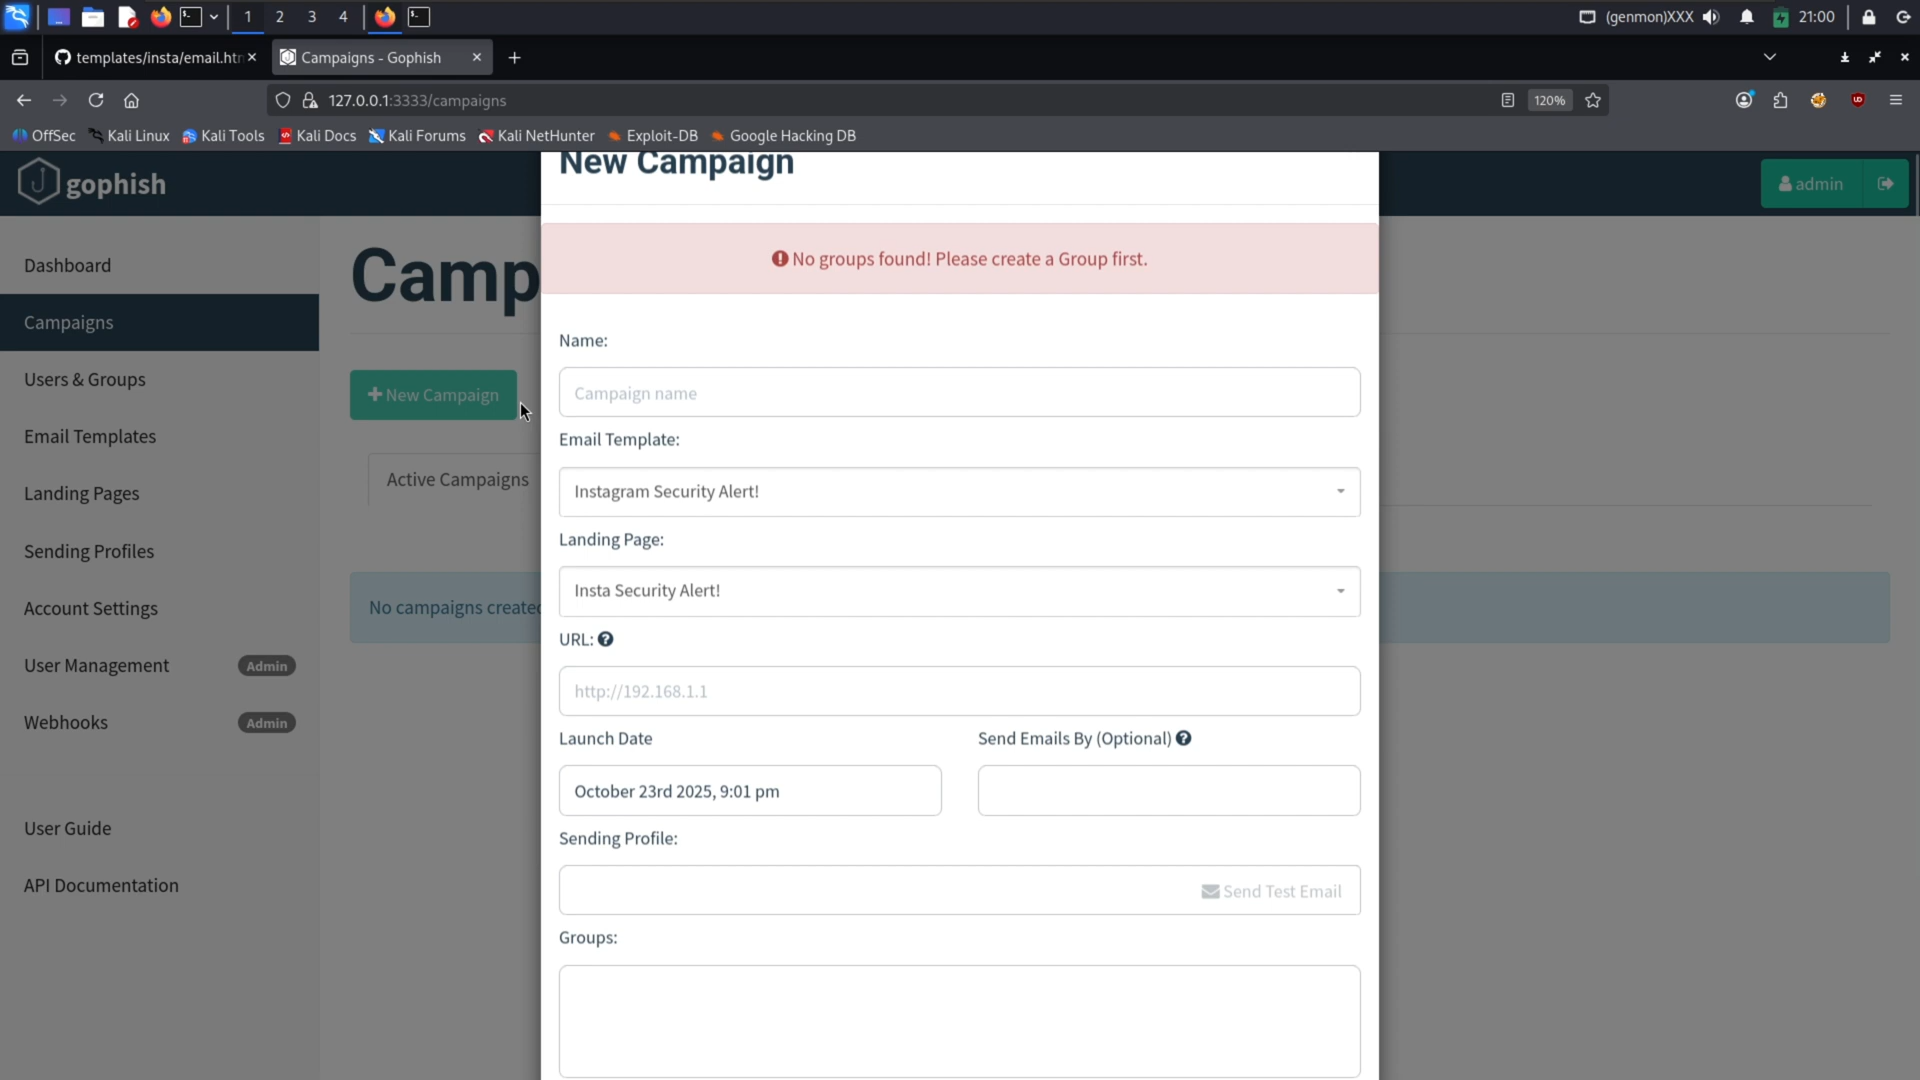 1
2
3
4
(genmon)XXX
21:00
templates/insta/email.htm
Campaigns - Gophish
127.0.0.1:3333/campaigns
120%
OffSec
Kali Linux
Kali Tools
Kali Docs
Kali Forums
Kali NetHunter
Exploit-DB
Google Hacking DB
gophish
admin
Dashboard
Campaigns
Users & Groups
Email Templates
Landing Pages
Sending Profiles
Account Settings
User Management Admin
Webhooks Admin
User Guide
API Documentation
Camp
New Campaign
Active Campaigns
No campaigns created
New Campaign
No groups found! Please create a Group first.
Name:
Campaign name
Email Template:
Instagram Security Alert!
Landing Page:
Insta Security Alert!
URL:
http://192.168.1.1
Launch Date
Send Emails By (Optional)
October 23rd 2025, 9:01 pm
Sending Profile:
Send Test Email
Groups: